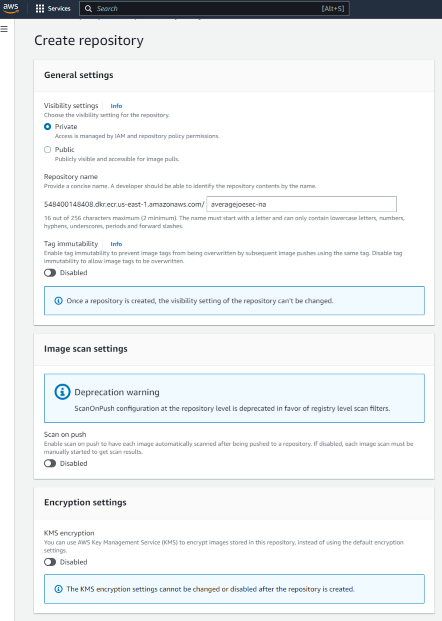 aws
Services
Search
[Alt+S]
Create repository
General settings
Visibility settings Info
Choose the visibility setting for the repository.
Private
Access is managed by IAM and repository policy permissions.
Public
Publicly visible and accessible for image pulls.
Repository name
Provide a concise name. A developer should be able to identify the repository contents by the name.
548400148408.dkr.ecr.us-east-1.amazonaws.com/ averagejoesec-na
16 out of 256 characters maximum (2 minimum). The name must start with a letter and can only contain lowercase letters, numbers,
hyphens, underscores, periods and forward slashes.
Tag immutability Info
Enable tag immutability to prevent image tags from being overwritten by subsequent image pushes using the same tag. Disable tag
immutability to allow image tags to be overwritten.
Disabled
Once a repository is created, the visibility setting of the repository can't be changed.
Image scan settings
Deprecation warning
ScanOnPush configuration at the repository level is deprecated in favor of registry level scan filters.
Scan on push
Enable scan on push to have each image automatically scanned after being pushed to a repository. If disabled, each image scan must be
manually started to get scan results.
Disabled
Encryption settings
KMS encryption
You can use AWS Key Management Service (KMS) to encrypt images stored in this repository, instead of using the default encryption
settings.
Disabled
The KMS encryption settings cannot be changed or disabled after the repository is created.